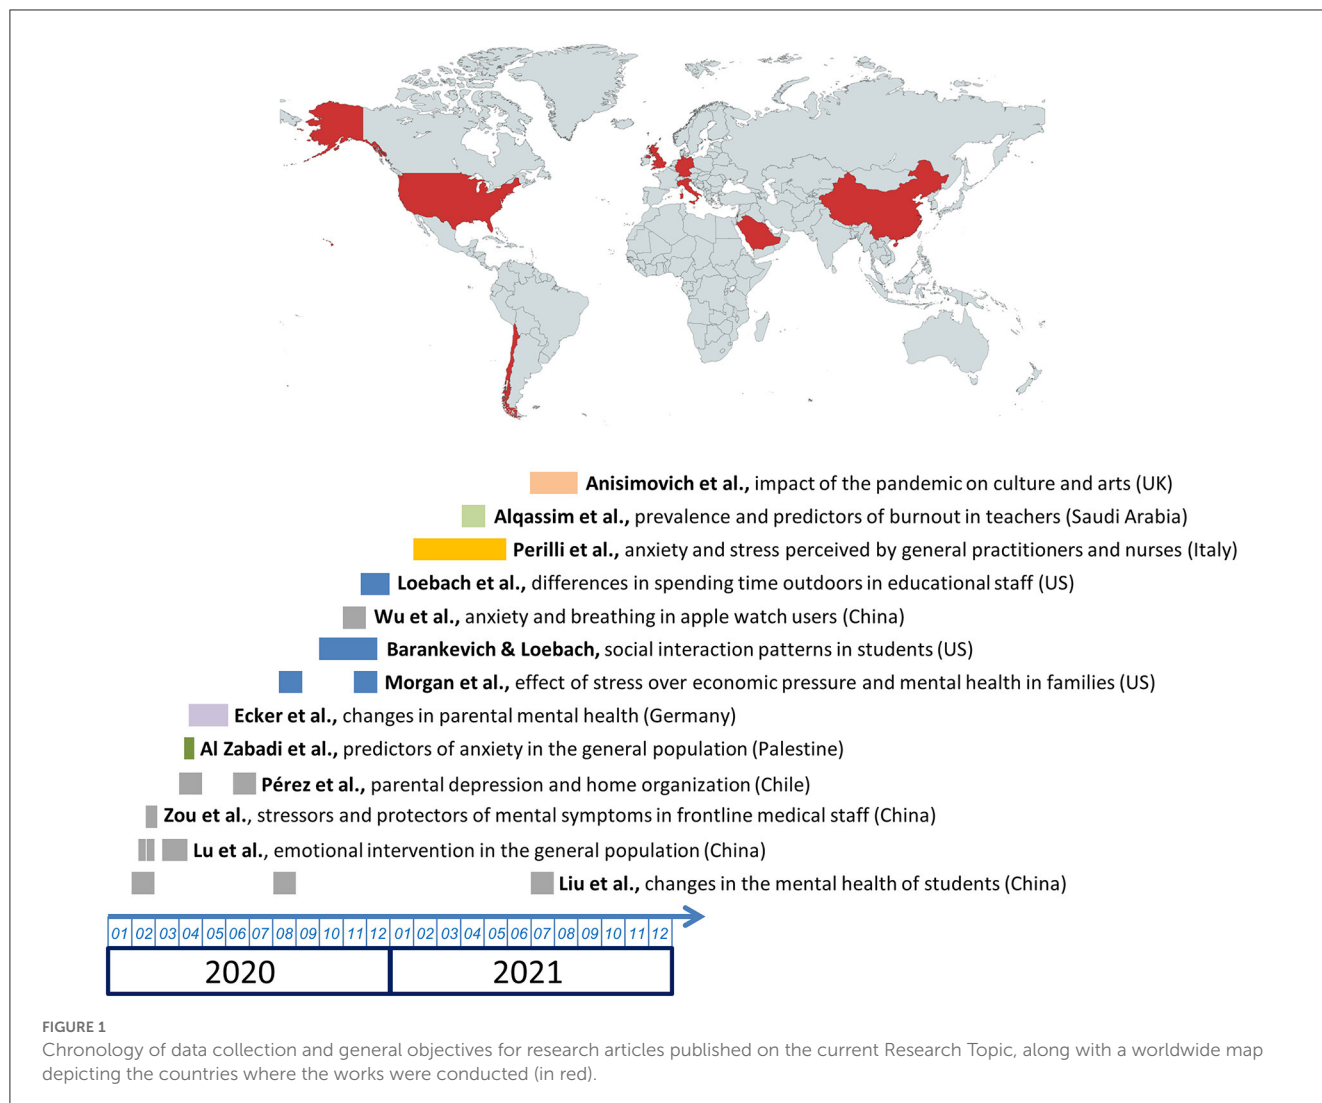 Anisimovich et al., impact of the pandemic on culture and arts (UK)
Alqassim et al., prevalence and predictors of burnout in teachers (Saudi Arabia)
Perilli et al., anxiety and stress perceived by general practitioners and nurses (Italy)
Loebach et al., differences in spending time outdoors in educational staff (US)
Wu et al., anxiety and breathing in apple watch users (China)
Barankevich & Loebach, social interaction patterns in students (US)
Morgan et al., effect of stress over economic pressure and mental health in families (US)
Ecker et al., changes in parental mental health (Germany)
Al Zabadi et al., predictors of anxiety in the general population (Palestine)
Pérez et al., parental depression and home organization (Chile)
Zou et al., stressors and protectors of mental symptoms in frontline medical staff (China)
Lu et al., emotional intervention in the general population (China)
Liu et al., changes in the mental health of students (China)
01 02 03 04 05 06 07 08 09 10 11 12 01 02 03 04 05 06 07 08 09 10 11 12
2020 2021
FIGURE 1
Chronology of data collection and general objectives for research articles published on the current Research Topic, along with a worldwide map
depicting the countries where the works were conducted (in red).